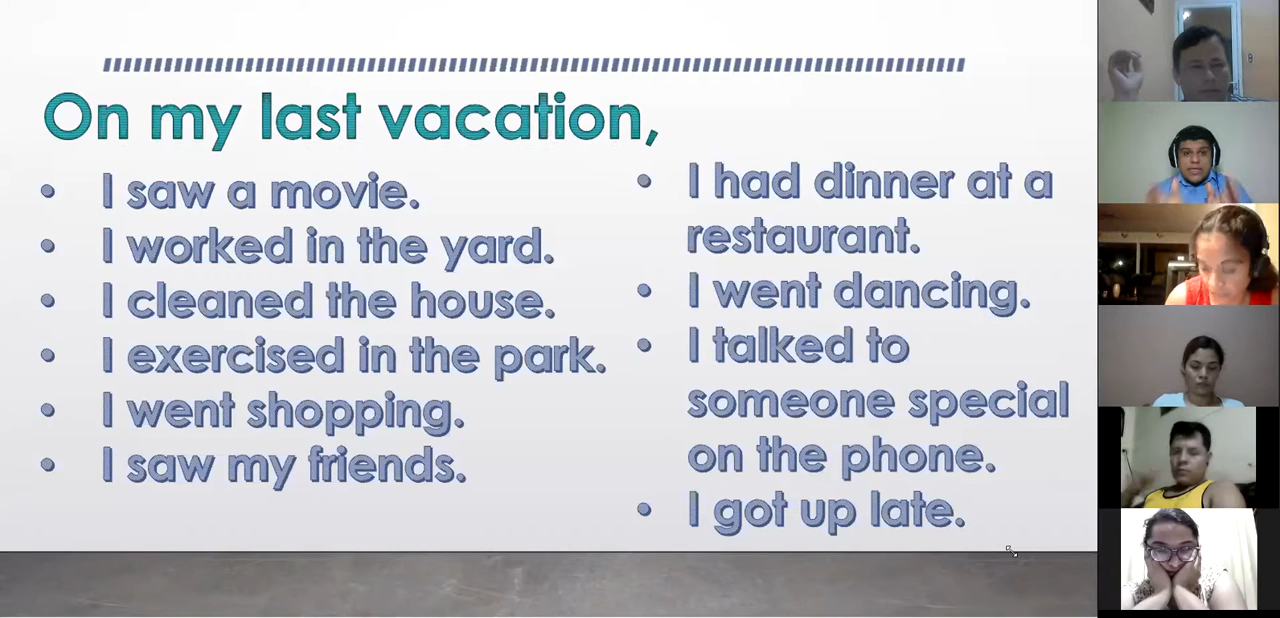 On my last vacation,
• I saw a movie.
• I worked in the yard.
• I cleaned the house.
• I exercised in the park.
• I went shopping.
• I saw my friends.
• I had dinner at a
restaurant.
• I went dancing.
• I talked to
someone special
on the phone.
• I got up late.